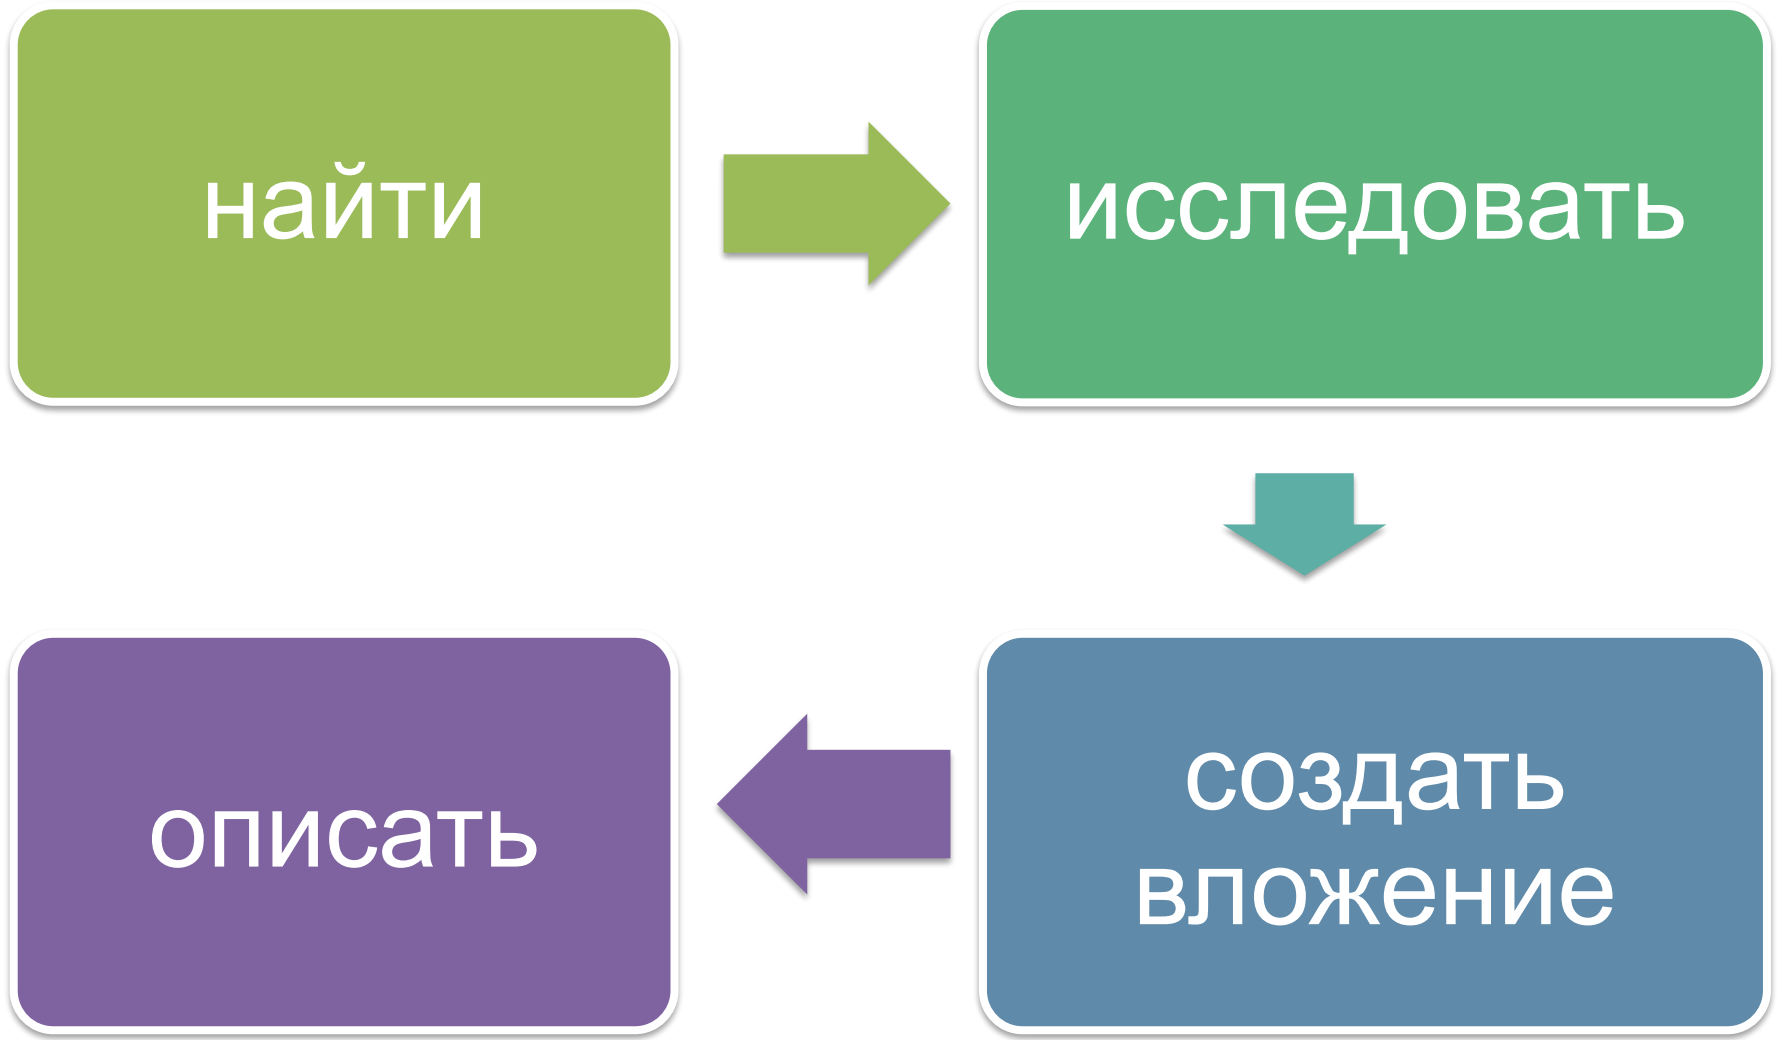 найти
исследовать
создать
вложение
описать